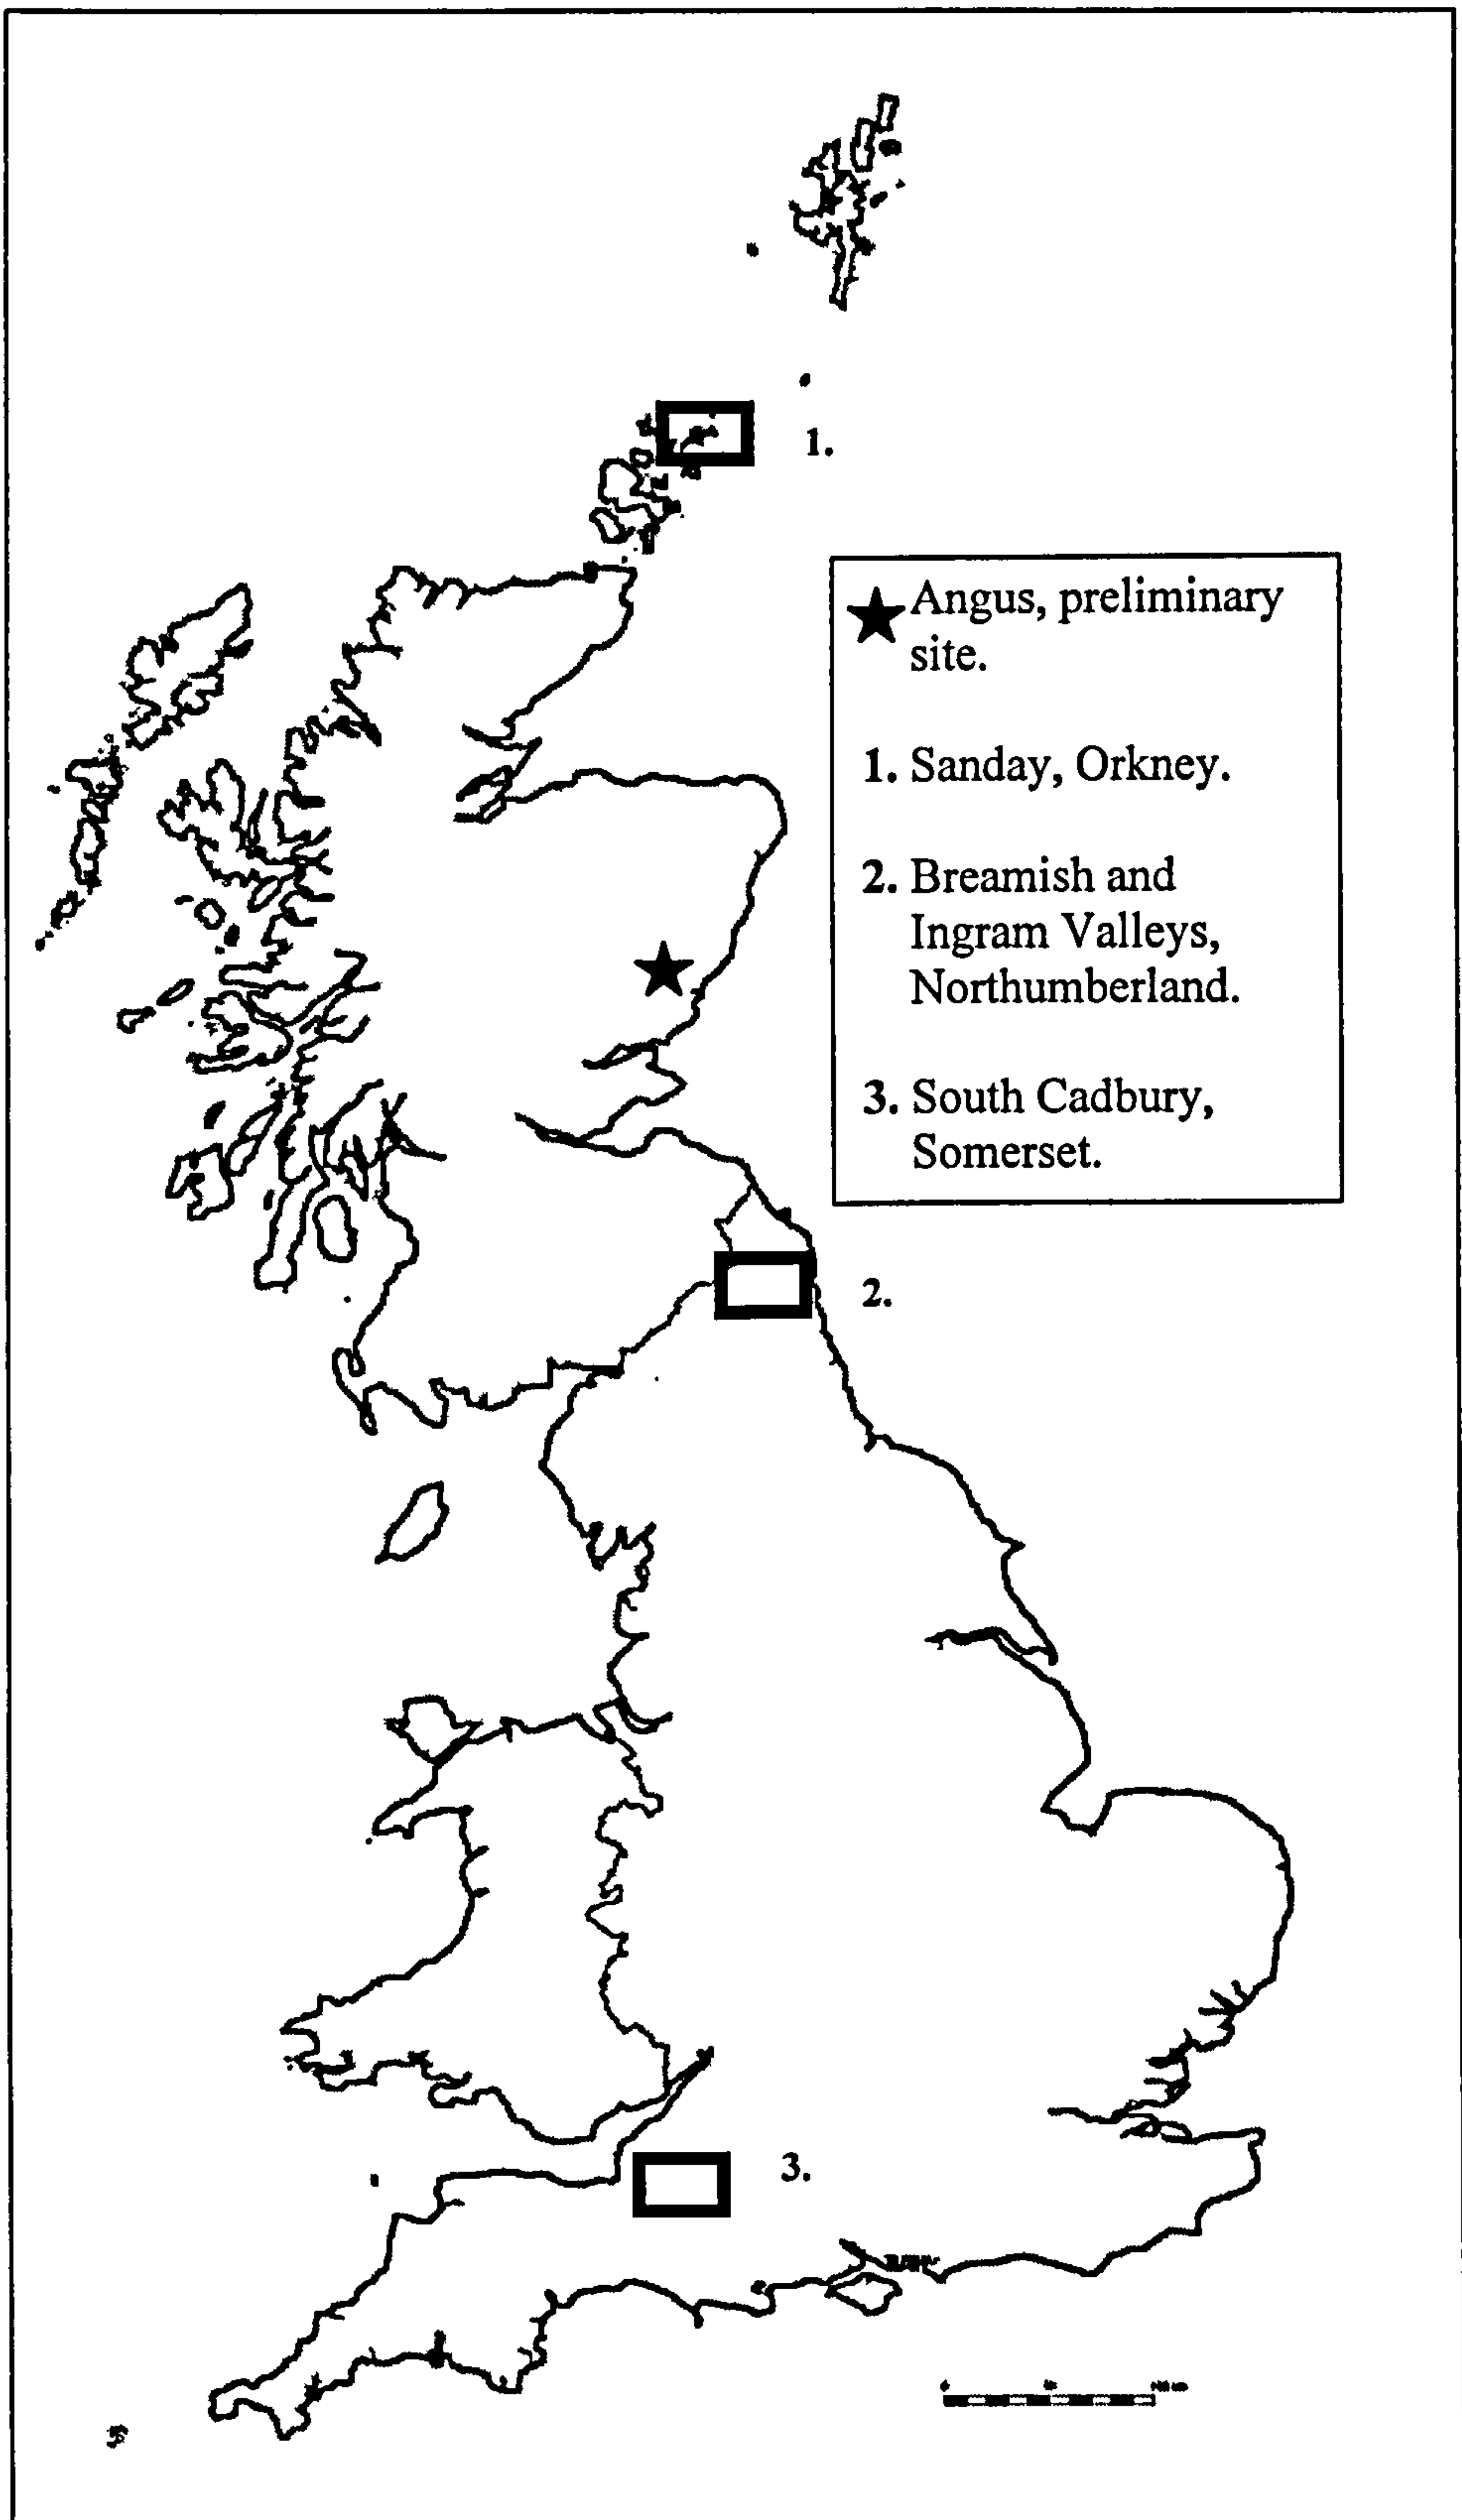 1.
Angus, preliminary
site.
1. Sanday, Orkney.
2. Breamish and
Ingram Valleys,
Northumberland.
3. South Cadbury,
Somerset.
2.
3.